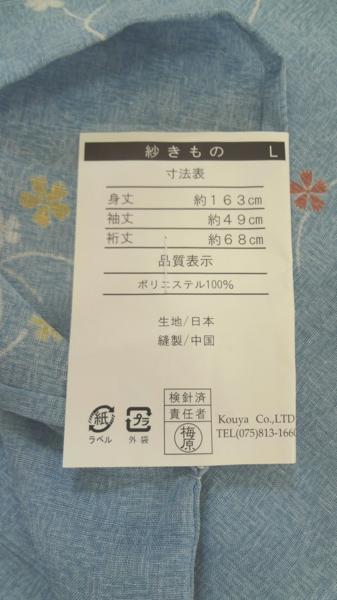 紗きもの L
寸法表
身丈 約163cm
袖丈 約49cm
裄丈 約68cm
品質表示
ポリエステル100%
生地/日本
縫製/中国
検針済
責任者
梅原
紙
ラベル
プラ
外袋
Kouya Co.,LTD
TEL(075)813-1660